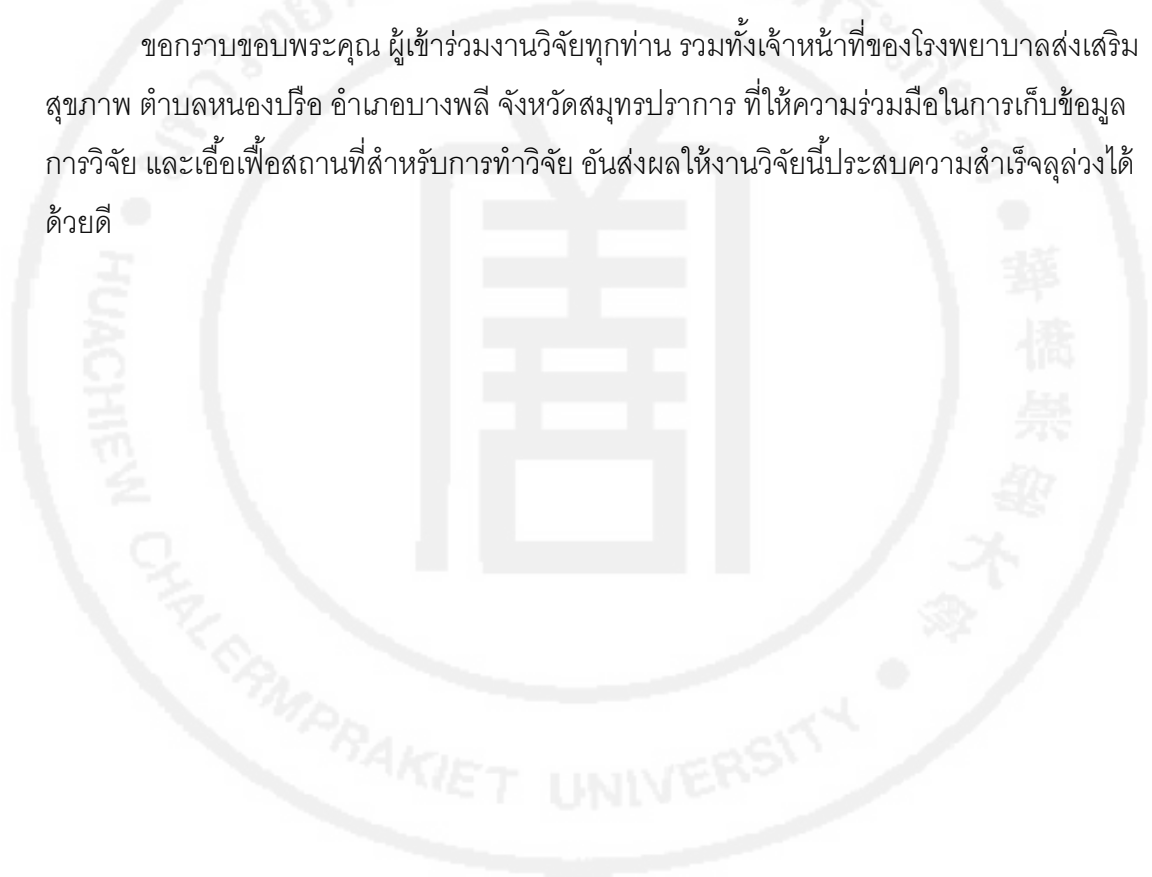 ขอกราบขอบพระคุณ ผู้เข้าร่วมงานวิจัยทุกท่าน รวมทั้งเจ้าหน้าที่ของโรงพยาบาลส่งเสริม
สุขภาพ ตำบลหนองปรือ อำเภอบางพลี จังหวัดสมุทรปราการ ที่ให้ความร่วมมือในการเก็บข้อมูล
การวิจัย และเอื้อเฟื้อสถานที่สำหรับการทำวิจัย อันส่งผลให้งานวิจัยนี้ประสบความสำเร็จลุล่วงได้
ด้วยดี
HUACHIEW CHALERMPRAKIET UNIVERSITY
華僑崇聖大學